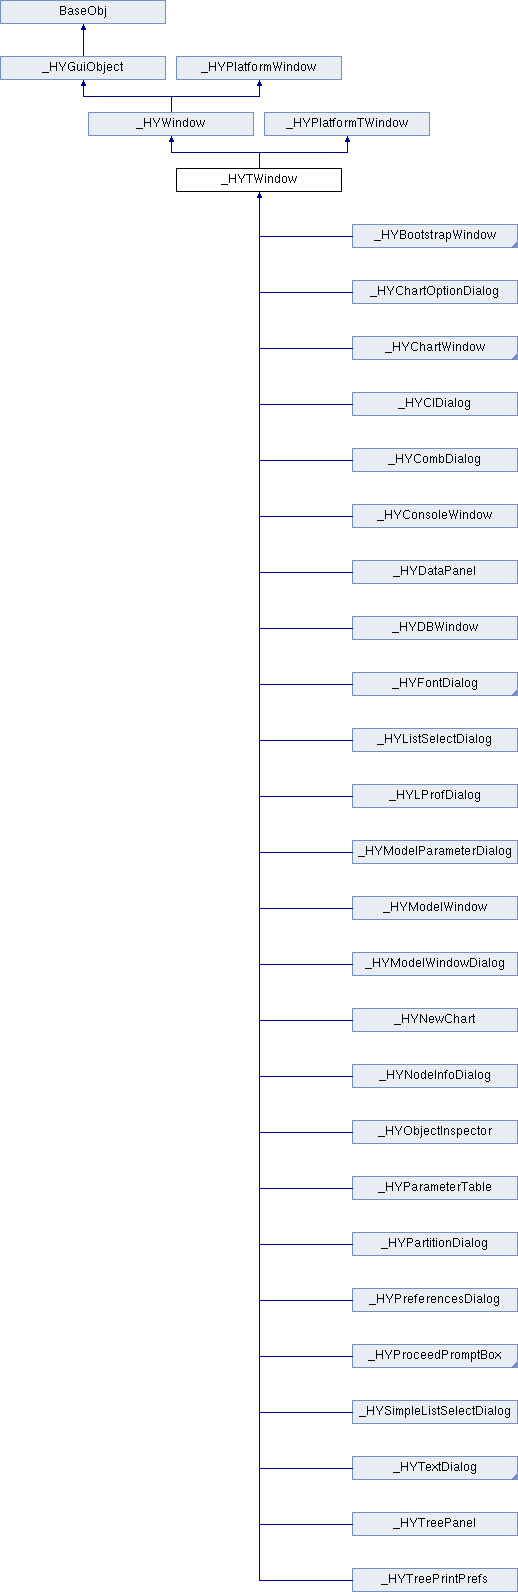 BaseObj
_HYGuiObject
_HYPlatformWindow
_HYWindow
_HYPlatformTWindow
_HYTWindow
_HYBootstrapWindow
_HYChartOptionDialog
_HYChartWindow
_HYCIDialog
_HYCombDialog
_HYConsoleWindow
_HYDataPanel
_HYDBWindow
_HYFontDialog
_HYListSelectDialog
_HYLProfDialog
_HYModelParameterDialog
_HYModelWindow
_HYModelWindowDialog
_HYNewChart
_HYNodeInfoDialog
_HYObjectInspector
_HYParameterTable
_HYPartitionDialog
_HYPreferencesDialog
_HYProceedPromptBox
_HYSimpleListSelectDialog
_HYTextDialog
_HYTreePanel
_HYTreePrintPrefs